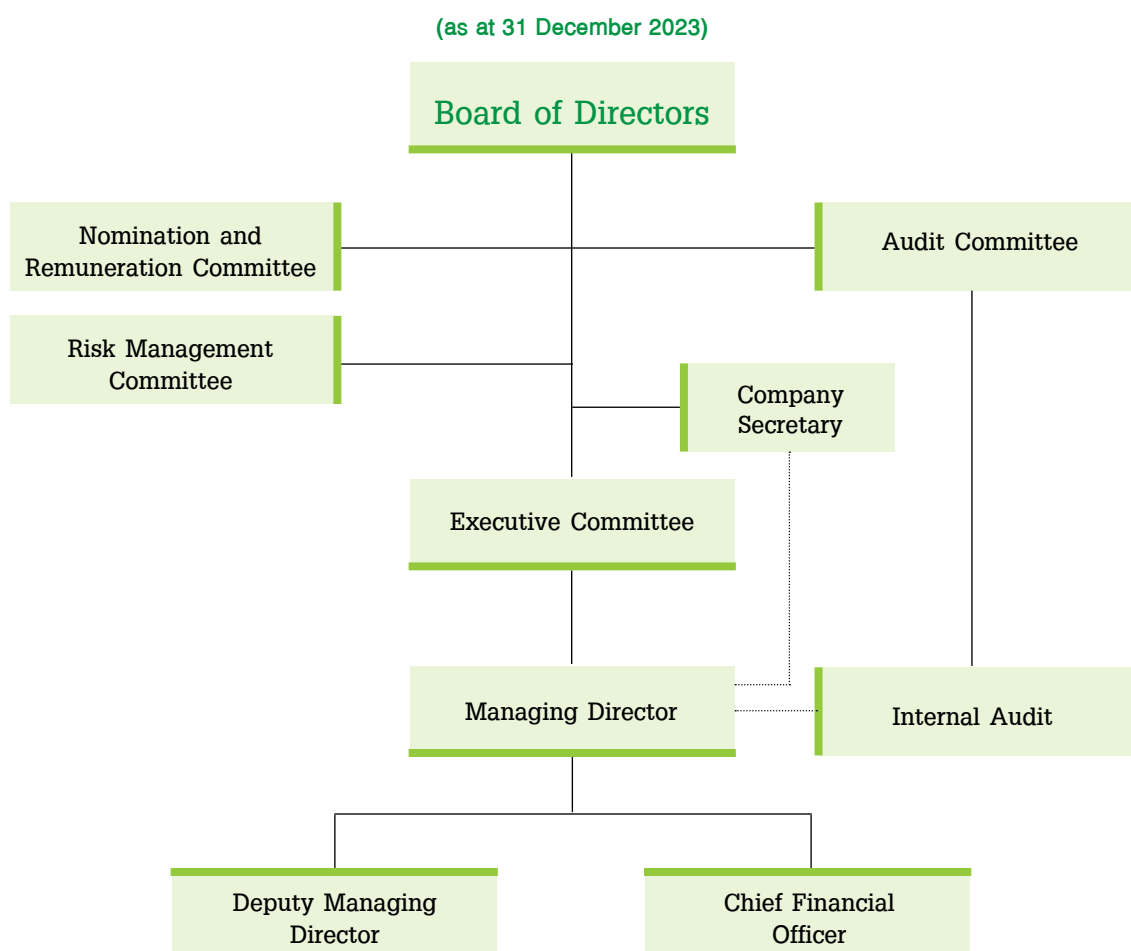 (as at 31 December 2023)
Board of Directors
Nomination and
Remuneration Committee
Audit Committee
Risk Management
Committee
Company
Secretary
Executive Committee
Managing Director
Internal Audit
Deputy Managing
Director
Chief Financial
Officer